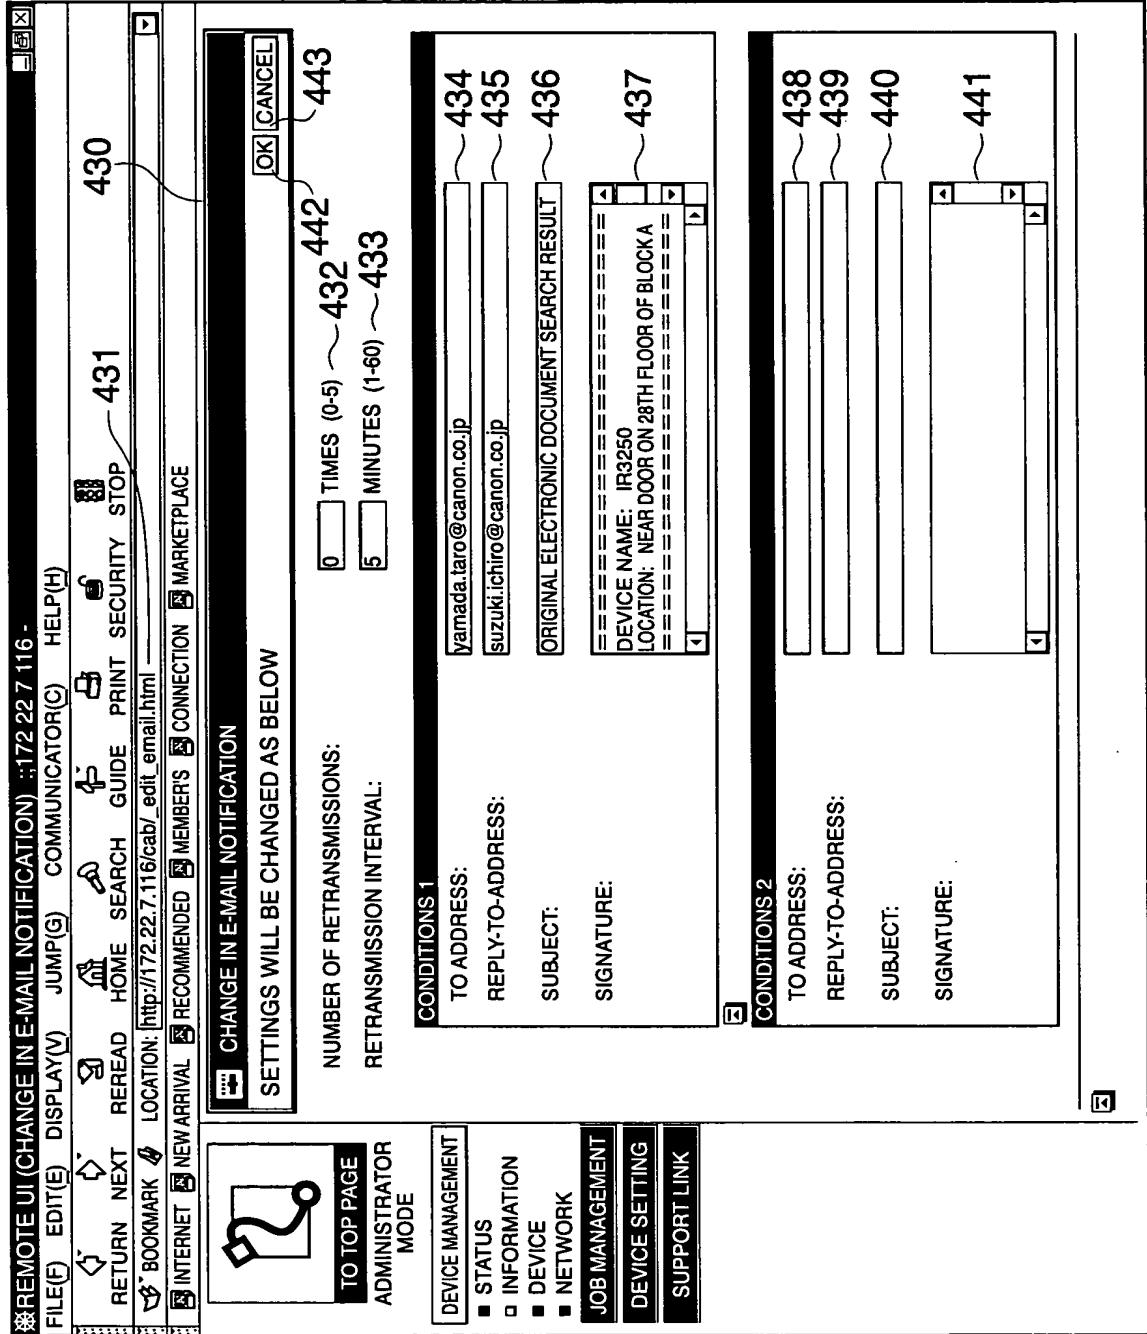 REMOTE UI (CHANGE IN E-MAIL NOTIFICATION) :;172 22 7 116 -
FILE(F) EDIT(E) DISPLAY(V) JUMP(G) COMMUNICATOR(C) HELP(H)
RETURN NEXT REREAD HOME SEARCH GUIDE PRINT SECURITY STOP
430
431
BOOKMARK LOCATION: http://172.22.7.116/cab/_edit_email.html
INTERNET NEW ARRIVAL RECOMMENDED MEMBER'S CONNECTION MARKETPLACE
TO TOP PAGE
ADMINISTRATOR
MODE
DEVICE MANAGEMENT
STATUS
INFORMATION
DEVICE
NETWORK
JOB MANAGEMENT
DEVICE SETTING
SUPPORT LINK
CHANGE IN E-MAIL NOTIFICATION
SETTINGS WILL BE CHANGED AS BELOW
OK CANCEL
442
443
NUMBER OF RETRANSMISSIONS: 0 TIMES (0-5) 432
RETRANSMISSION INTERVAL: 5 MINUTES (1-60) 433
CONDITIONS 1
TO ADDRESS: yamada.taro@canon.co.jp 434
REPLY-TO-ADDRESS: suzuki.ichiro@canon.co.jp 435
SUBJECT: ORIGINAL ELECTRONIC DOCUMENT SEARCH RESULT 436
SIGNATURE: 437
DEVICE NAME: IR3250
LOCATION: NEAR DOOR ON 28TH FLOOR OF BLOCK A
CONDITIONS 2
TO ADDRESS: 438
REPLY-TO-ADDRESS: 439
SUBJECT: 440
SIGNATURE: 441